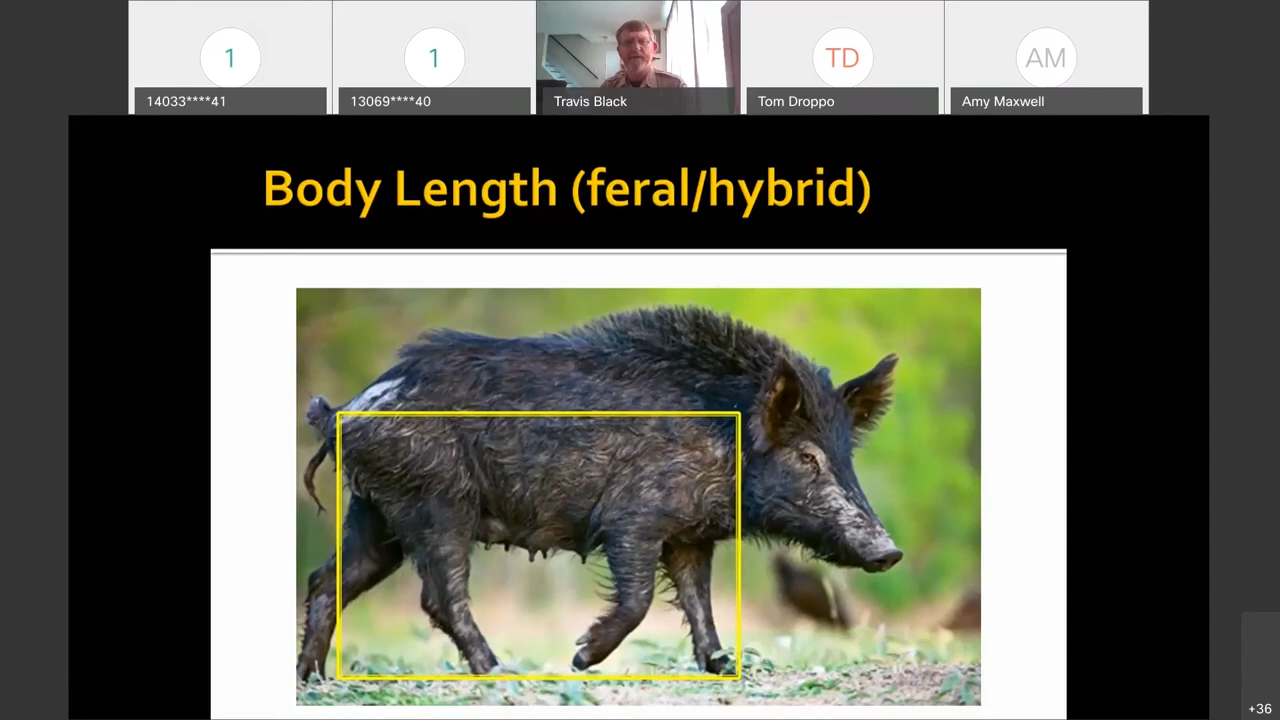 1
1
TD
AM
14033****41
13069****40
Travis Black
Tom Droppo
Amy Maxwell
Body Length (feral/hybrid)
+36